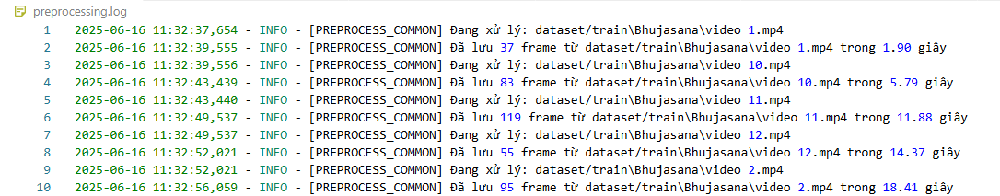 preprocessing.log
1 2025-06-16 11:32:37,654 - INFO - [PREPROCESS_COMMON] Đang xử lý: dataset/train\Bhujasana\video 1.mp4
2 2025-06-16 11:32:39,555 - INFO - [PREPROCESS_COMMON] Đã lưu 37 frame từ dataset/train\Bhujasana\video 1.mp4 trong 1.90 giây
3 2025-06-16 11:32:39,556 - INFO - [PREPROCESS_COMMON] Đang xử lý: dataset/train\Bhujasana\video 10.mp4
4 2025-06-16 11:32:43,439 - INFO - [PREPROCESS_COMMON] Đã lưu 83 frame từ dataset/train\Bhujasana\video 10.mp4 trong 5.79 giây
5 2025-06-16 11:32:43,440 - INFO - [PREPROCESS_COMMON] Đang xử lý: dataset/train\Bhujasana\video 11.mp4
6 2025-06-16 11:32:49,537 - INFO - [PREPROCESS_COMMON] Đã lưu 119 frame từ dataset/train\Bhujasana\video 11.mp4 trong 11.88 giây
7 2025-06-16 11:32:49,537 - INFO - [PREPROCESS_COMMON] Đang xử lý: dataset/train\Bhujasana\video 12.mp4
8 2025-06-16 11:32:52,021 - INFO - [PREPROCESS_COMMON] Đã lưu 55 frame từ dataset/train\Bhujasana\video 12.mp4 trong 14.37 giây
9 2025-06-16 11:32:52,021 - INFO - [PREPROCESS_COMMON] Đang xử lý: dataset/train\Bhujasana\video 2.mp4
10 2025-06-16 11:32:56,059 - INFO - [PREPROCESS_COMMON] Đã lưu 95 frame từ dataset/train\Bhujasana\video 2.mp4 trong 18.41 giây